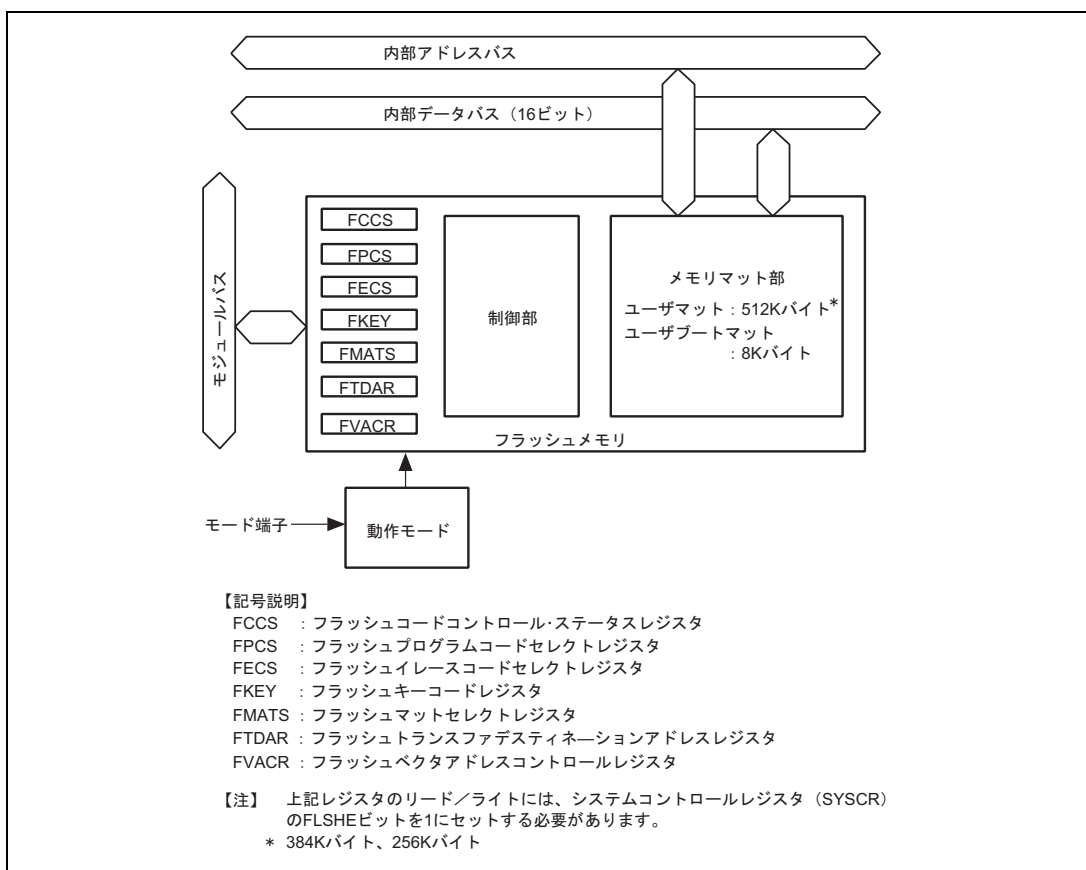 内部アドレスバス
内部データバス（16ビット）
モジュールバス
FCCS
FPCS
FECS
FKEY
FMATS
FTDAR
FVACR
制御部
メモリマット部
ユーザマット：512Kバイト*
ユーザブートマット
：8Kバイト
フラッシュメモリ
モード端子
動作モード
【記号説明】
FCCS ：フラッシュコードコントロール･ステータスレジスタ
FPCS ：フラッシュプログラムコードセレクトレジスタ
FECS ：フラッシュイレースコードセレクトレジスタ
FKEY ：フラッシュキーコードレジスタ
FMATS ：フラッシュマットセレクトレジスタ
FTDAR ：フラッシュトランスファデスティネ―ションアドレスレジスタ
FVACR ：フラッシュベクタアドレスコントロールレジスタ
【注】 上記レジスタのリード／ライトには、システムコントロールレジスタ（SYSCR）
のFLSHEビットを1にセットする必要があります。
* 384Kバイト、256Kバイト